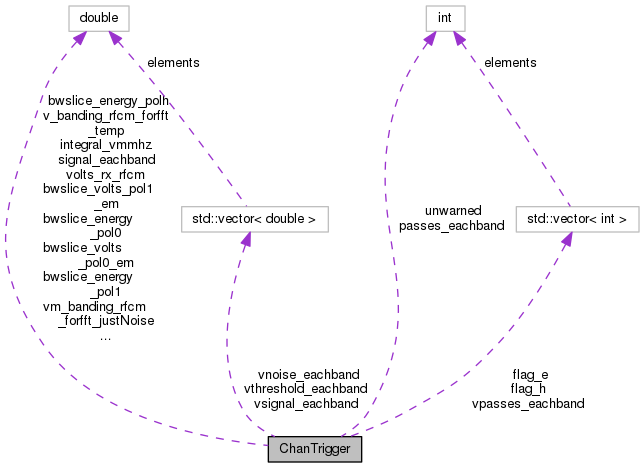 double
int
elements
elements
bwslice_energy_polh
v_banding_rfcm_forfft
_temp
integral_vmmhz
signal_eachband
volts_rx_rfcm
bwslice_volts_pol1
_em
bwslice_energy
_pol0
bwslice_volts
_pol0_em
bwslice_energy
_pol1
vm_banding_rfcm
_forfft_justNoise
...
std::vector< double >
unwarned
passes_eachband
std::vector< int >
vnoise_eachband
vthreshold_eachband
vsignal_eachband
flag_e
flag_h
vpasses_eachband
ChanTrigger